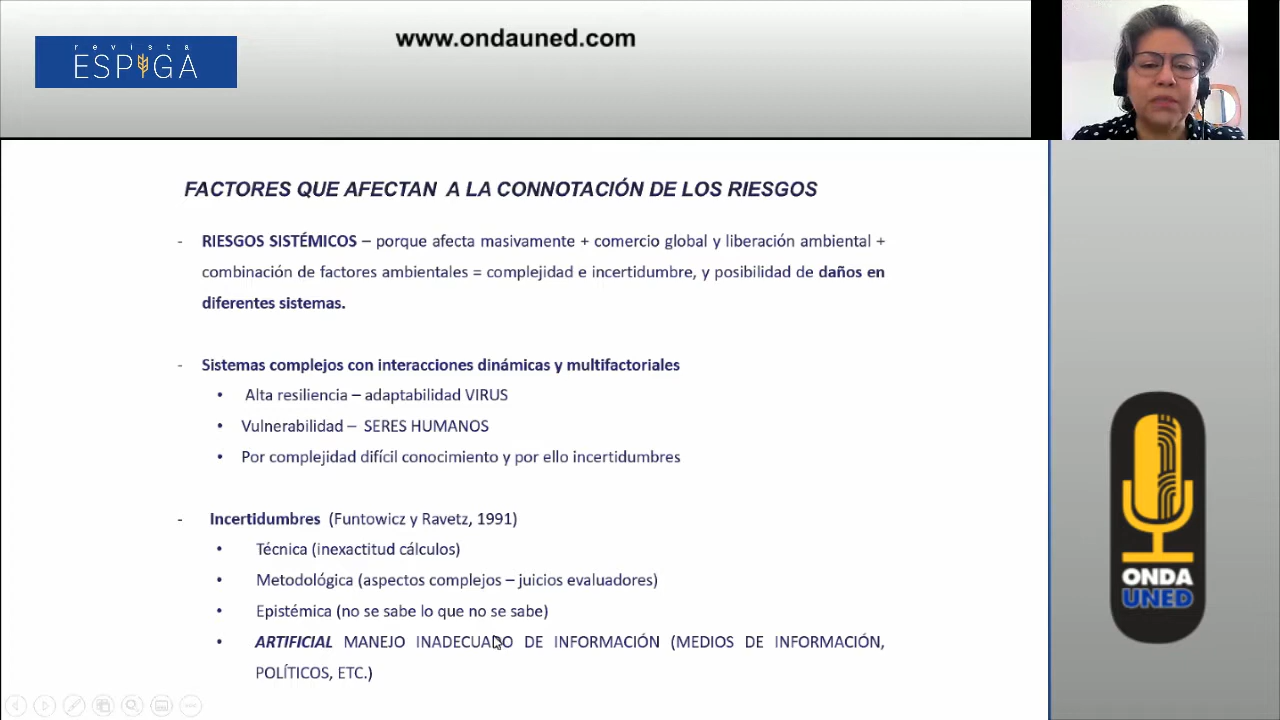 revista
ESPIGA
www.ondauned.com
FACTORES QUE AFECTAN A LA CONNOTACIÓN DE LOS RIESGOS
- RIESGOS SISTÉMICOS – porque afecta masivamente + comercio global y liberación ambiental +
combinación de factores ambientales = complejidad e incertidumbre, y posibilidad de daños en
diferentes sistemas.
- Sistemas complejos con interacciones dinámicas y multifactoriales
• Alta resiliencia – adaptabilidad VIRUS
• Vulnerabilidad – SERES HUMANOS
• Por complejidad difícil conocimiento y por ello incertidumbres
- Incertidumbres (Funtowicz y Ravetz, 1991)
• Técnica (inexactitud cálculos)
• Metodológica (aspectos complejos – juicios evaluadores)
• Epistémica (no se sabe lo que no se sabe)
• ARTIFICIAL MANEJO INADECUADO DE INFORMACIÓN (MEDIOS DE INFORMACIÓN,
POLÍTICOS, ETC.)
ONDA
UNED